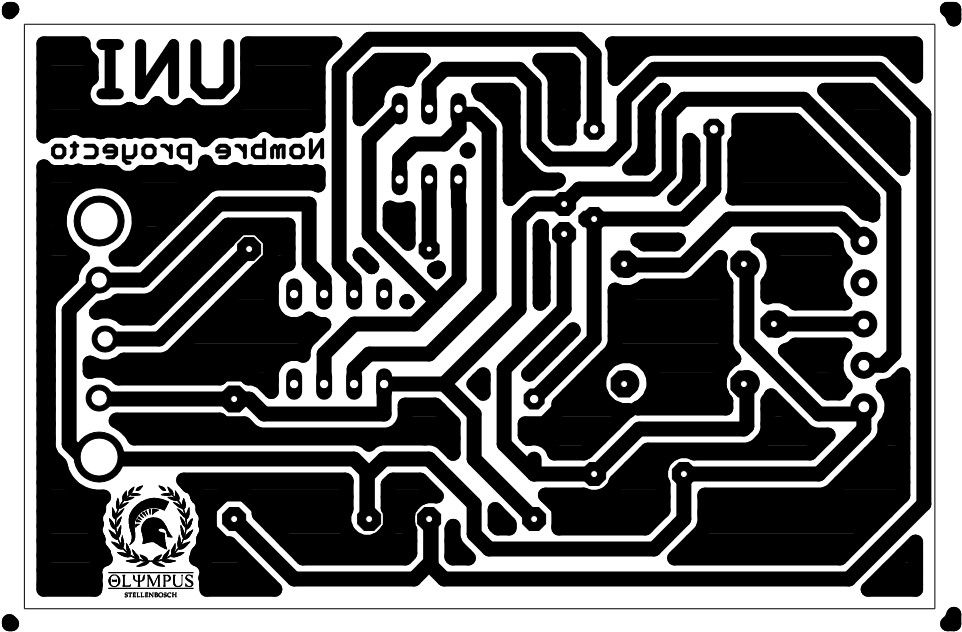 UNI
Nombre proyecto
OLYMPUS
STELLENBOSCH